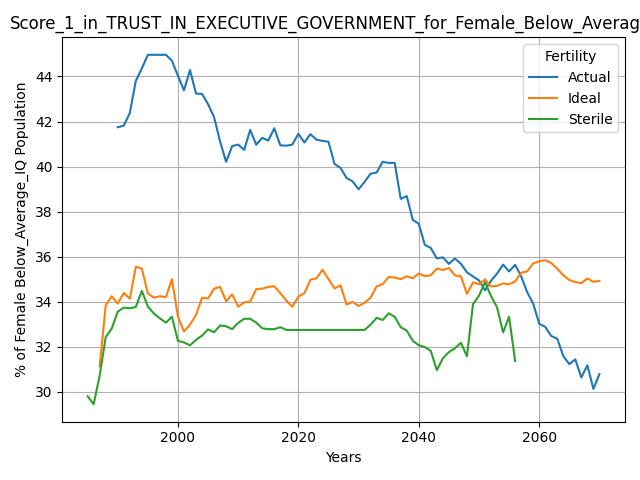 Score_1_in_TRUST_IN_EXECUTIVE_GOVERNMENT_for_Female_Below_Averag
Fertility
Actual
Ideal
Sterile
% of Female Below_Average_IQ Population
44
42
40
38
36
34
32
30
2000
2020
2040
2060
Years